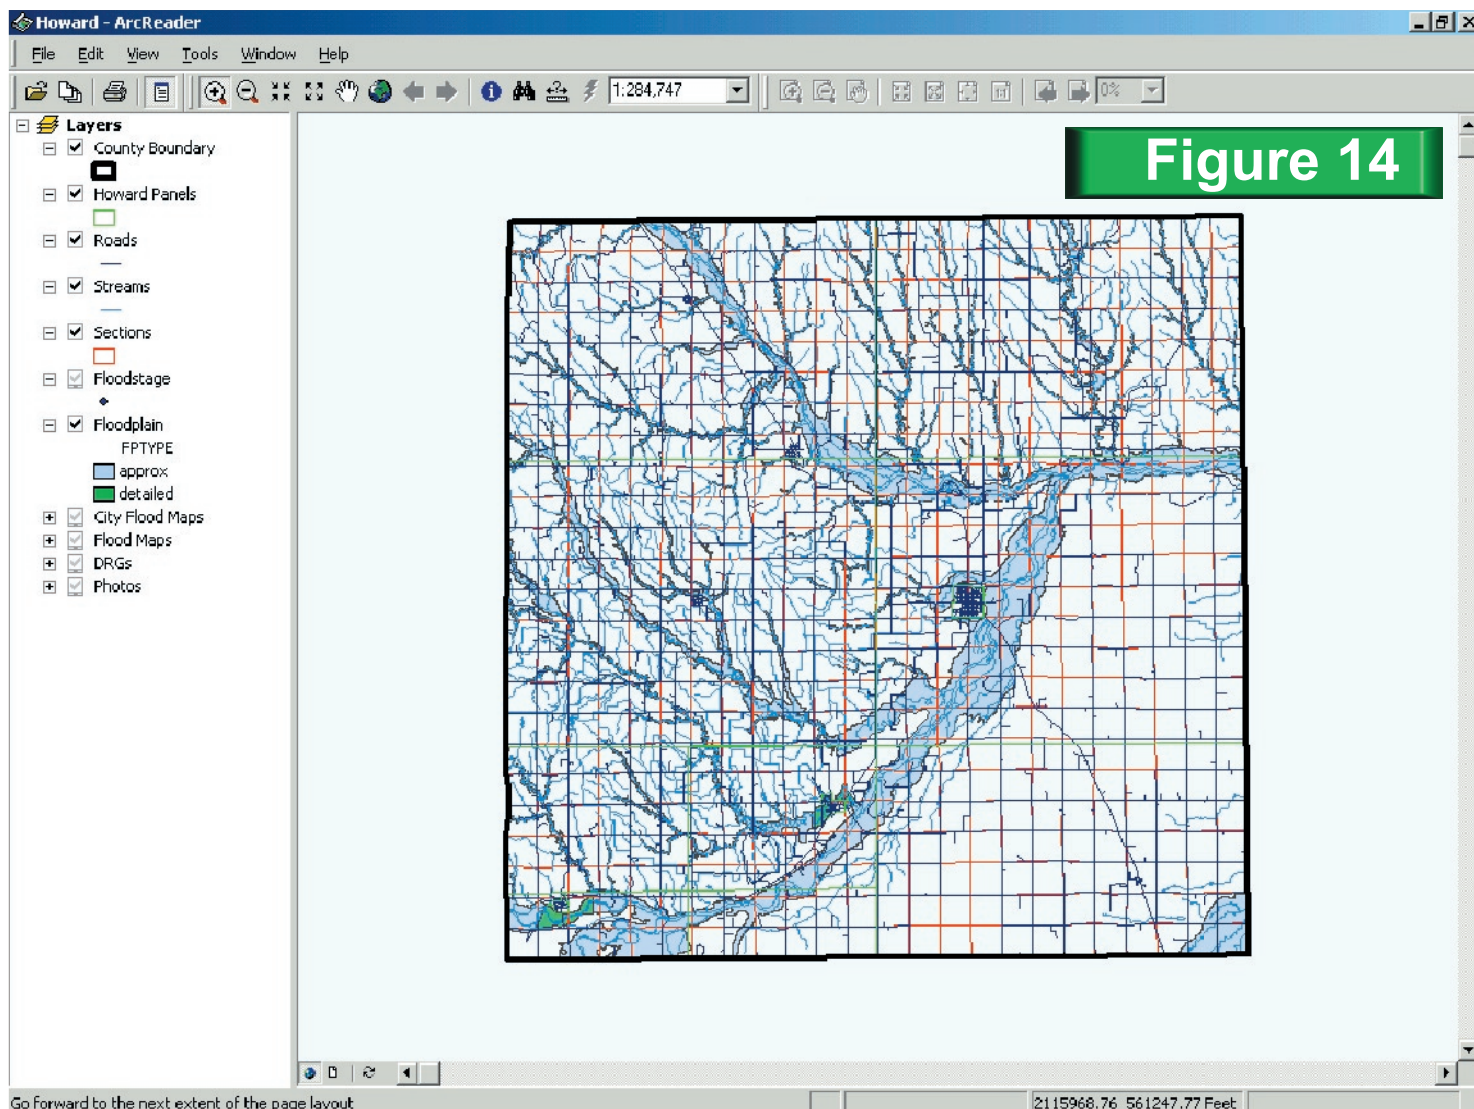 Howard - ArcReader
File Edit View Tools Window Help
1:284,747
0%
Layers
County Boundary
Howard Panels
Roads
Streams
Sections
Floodstage
Floodplain
FPTYPE
approx
detailed
City Flood Maps
Flood Maps
DRGs
Photos
Figure 14
Go forward to the next extent of the page layout
2115968.76 561247.77 Feet